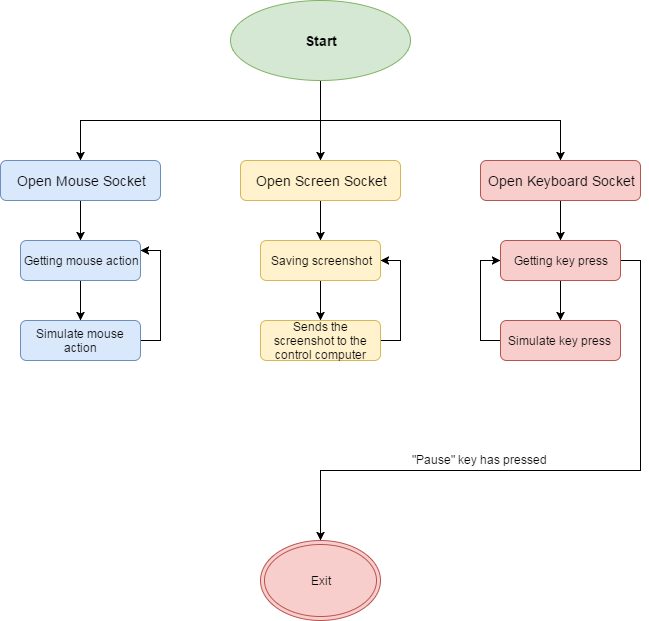 Start
Open Mouse Socket
Open Screen Socket
Open Keyboard Socket
Getting mouse action
Saving screenshot
Getting key press
Simulate mouse
action
Sends the
screenshot to the
control computer
Simulate key press
"Pause" key has pressed
Exit